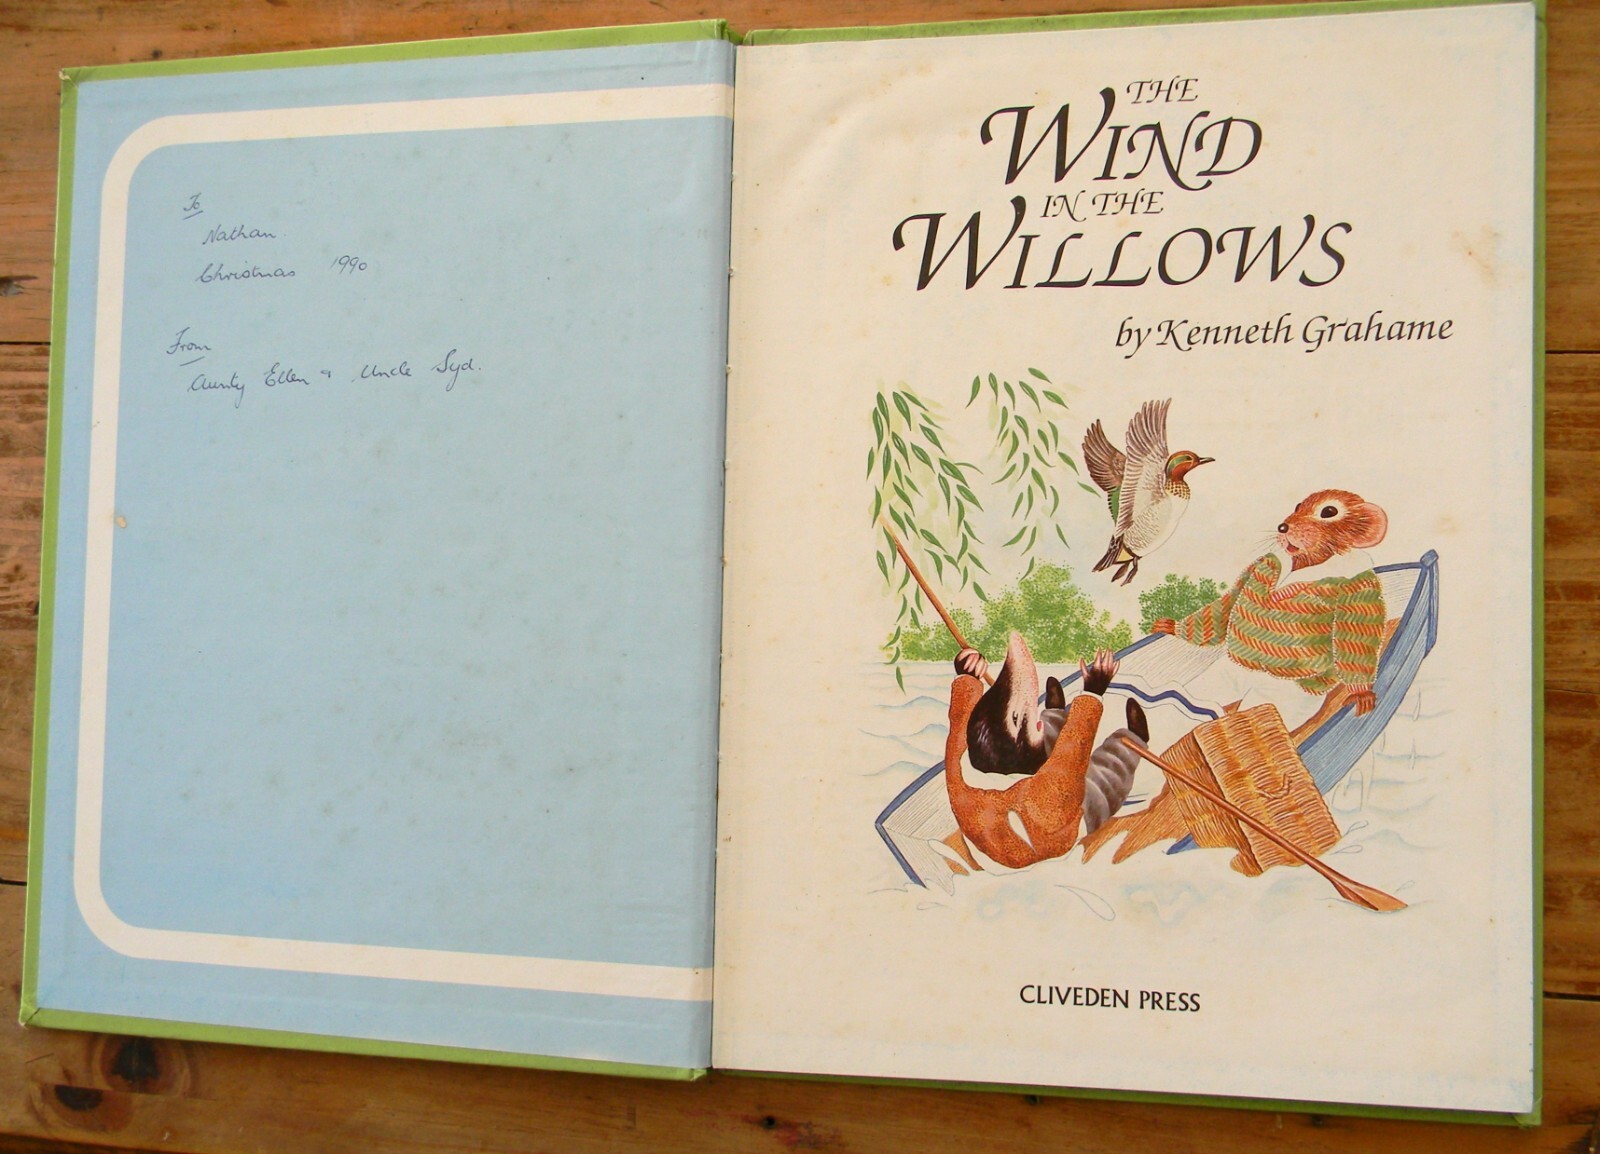 To
Nathan.
Christmas 1990
From
Aunty Ellen & Uncle Syd.
THE
WIND
IN THE
WILLOWS
by Kenneth Grahame
CLIVEDEN PRESS